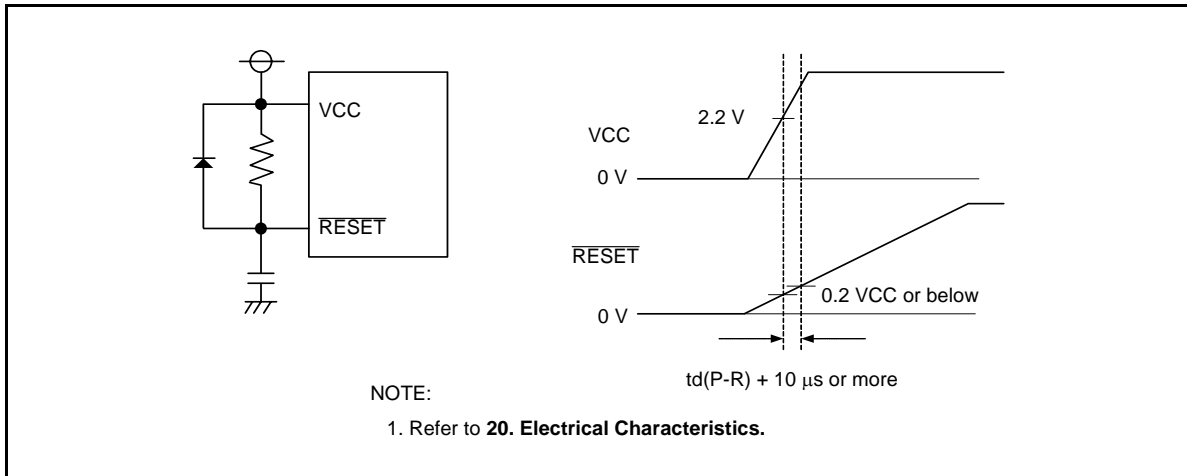 VCC
RESET
2.2 V
VCC
0 V
RESET
0.2 VCC or below
0 V
td(P-R) + 10 μs or more
NOTE:
1. Refer to 20. Electrical Characteristics.